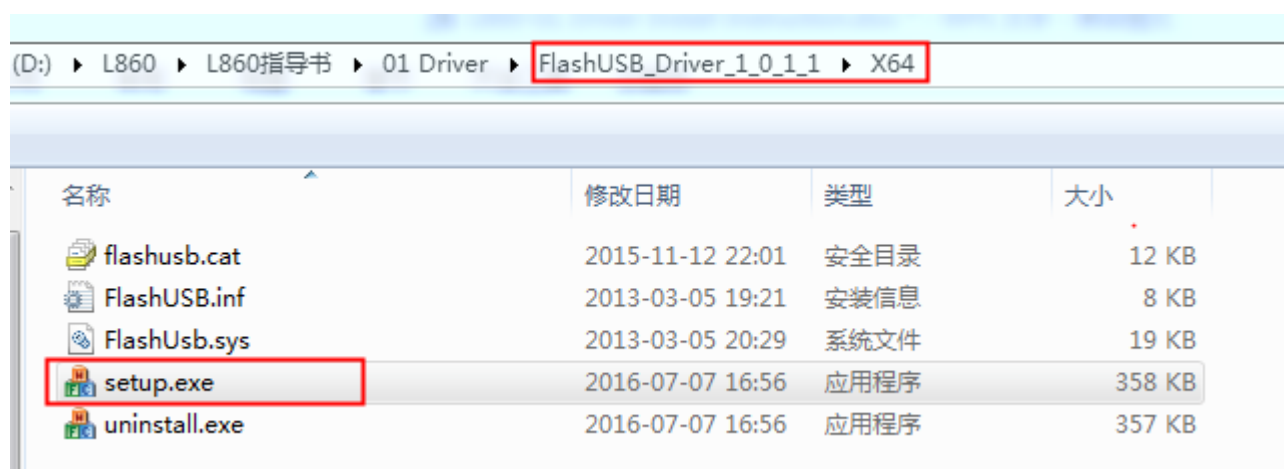 (D:) ▸ L860 ▸ L860指导书 ▸ 01 Driver ▸ FlashUSB_Driver_1_0_1_1 ▸ X64
名称 修改日期 类型 大小
flashusb.cat 2015-11-12 22:01 安全目录 12 KB
FlashUSB.inf 2013-03-05 19:21 安装信息 8 KB
FlashUsb.sys 2013-03-05 20:29 系统文件 19 KB
setup.exe 2016-07-07 16:56 应用程序 358 KB
uninstall.exe 2016-07-07 16:56 应用程序 357 KB